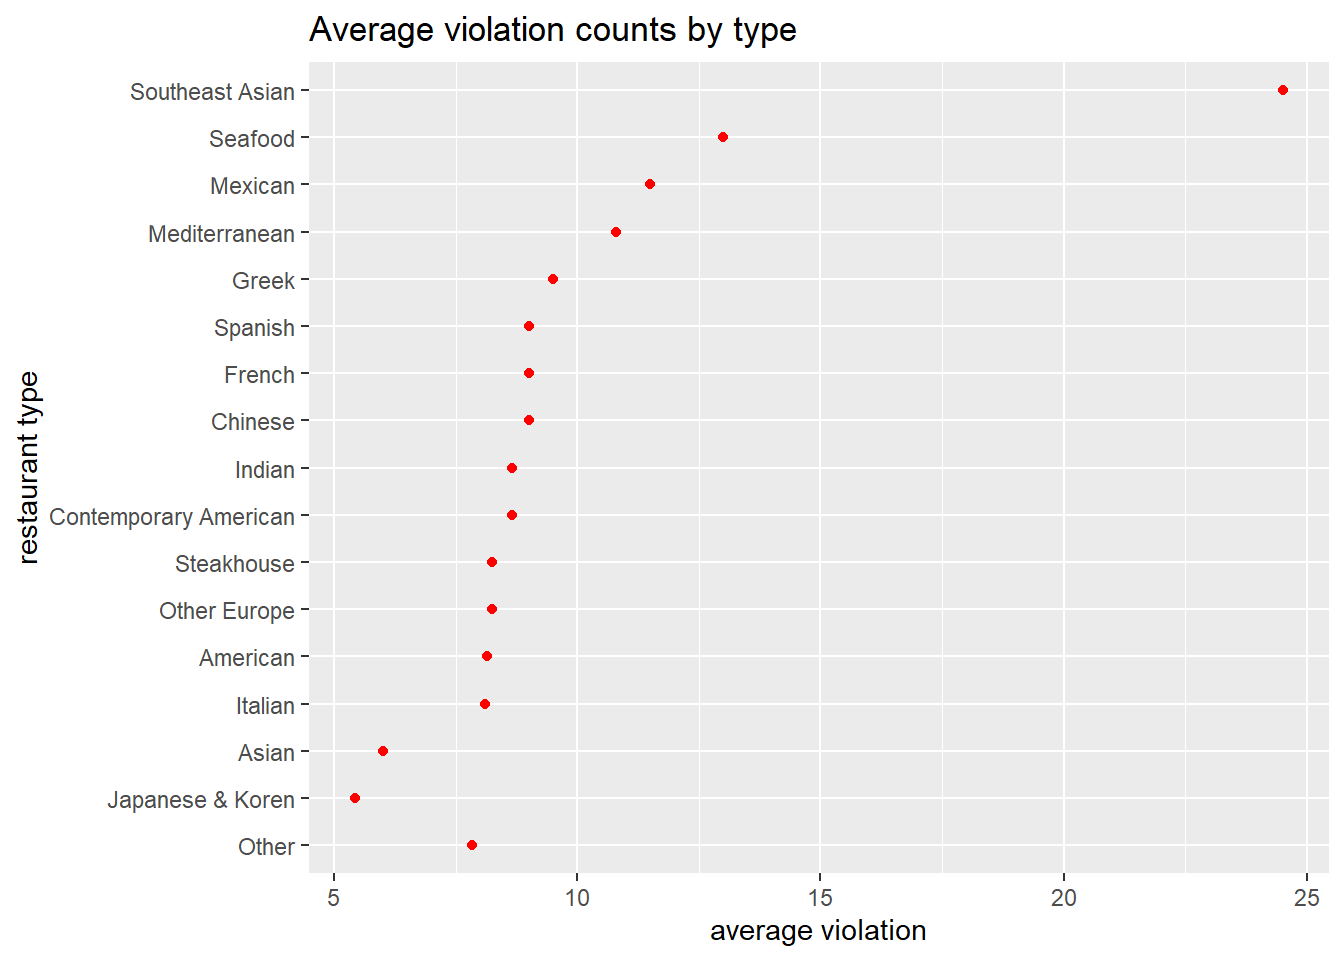 Average violation counts by type
Southeast Asian
Seafood
Mexican
Mediterranean
Greek
Spanish
French
Chinese
Indian
Contemporary American
Steakhouse
Other Europe
American
Italian
Asian
Japanese & Koren
Other
restaurant type
5 10 15 20 25
average violation